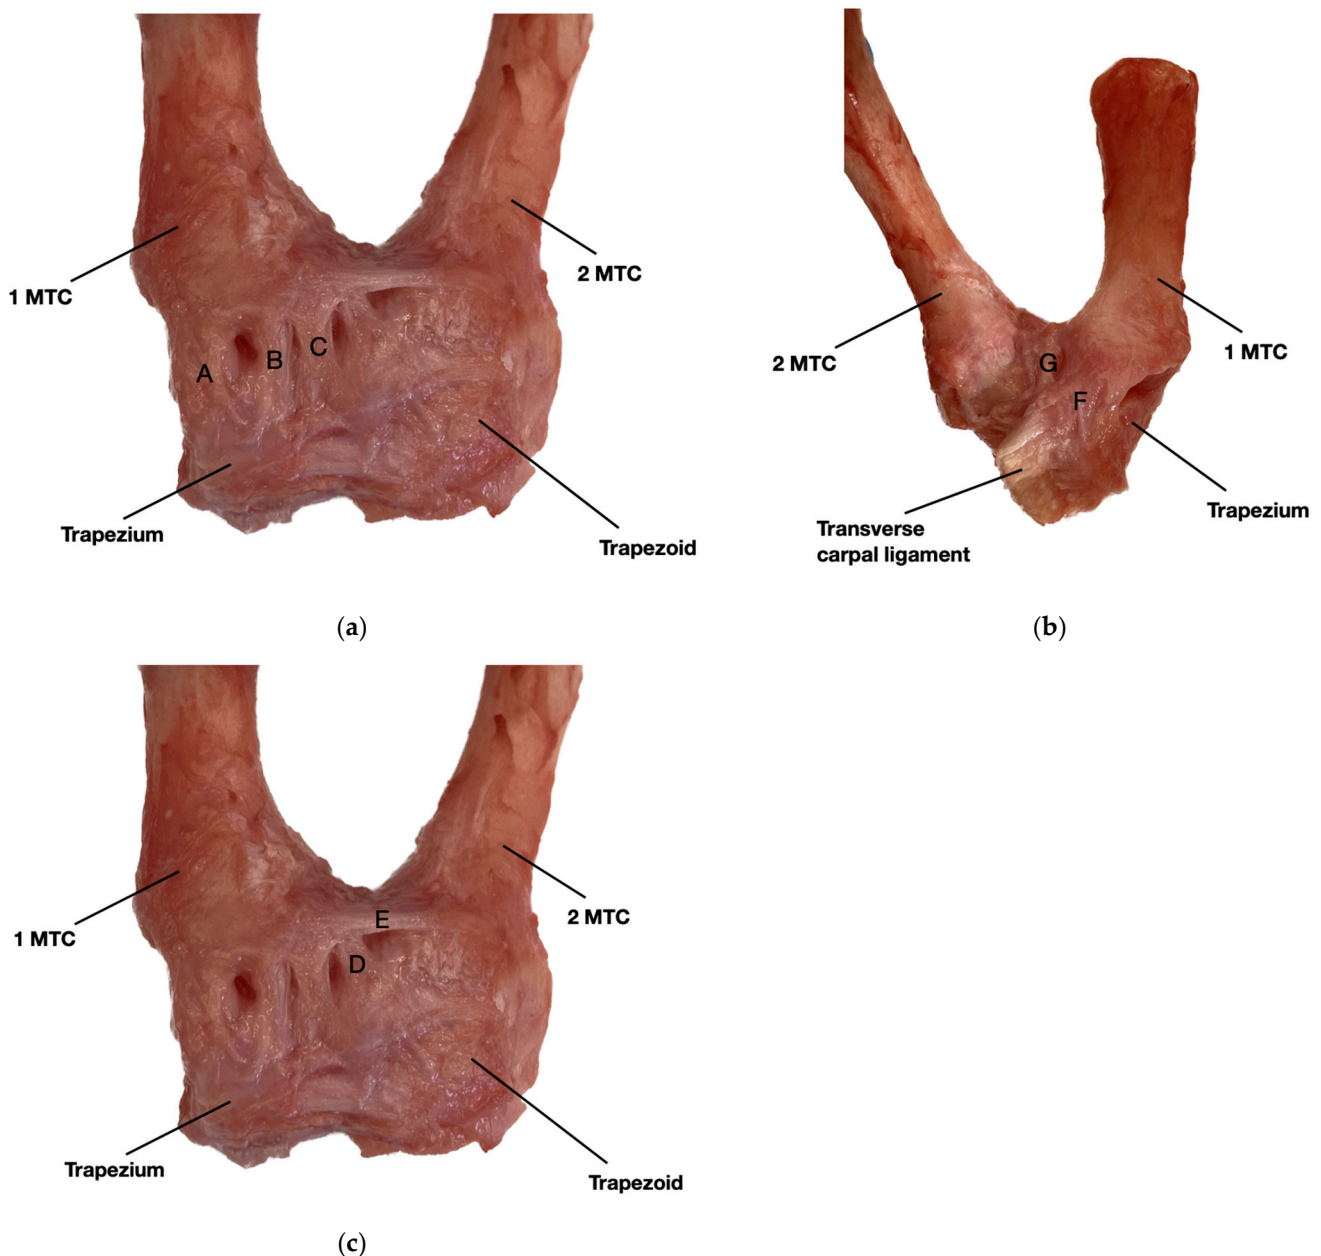 1 MTC
2 MTC
A
B
C
Trapezium
Trapezoid
(a)
2 MTC
1 MTC
G
F
Transverse
carpal ligament
Trapezium
(b)
1 MTC
2 MTC
E
D
Trapezium
Trapezoid
(c)